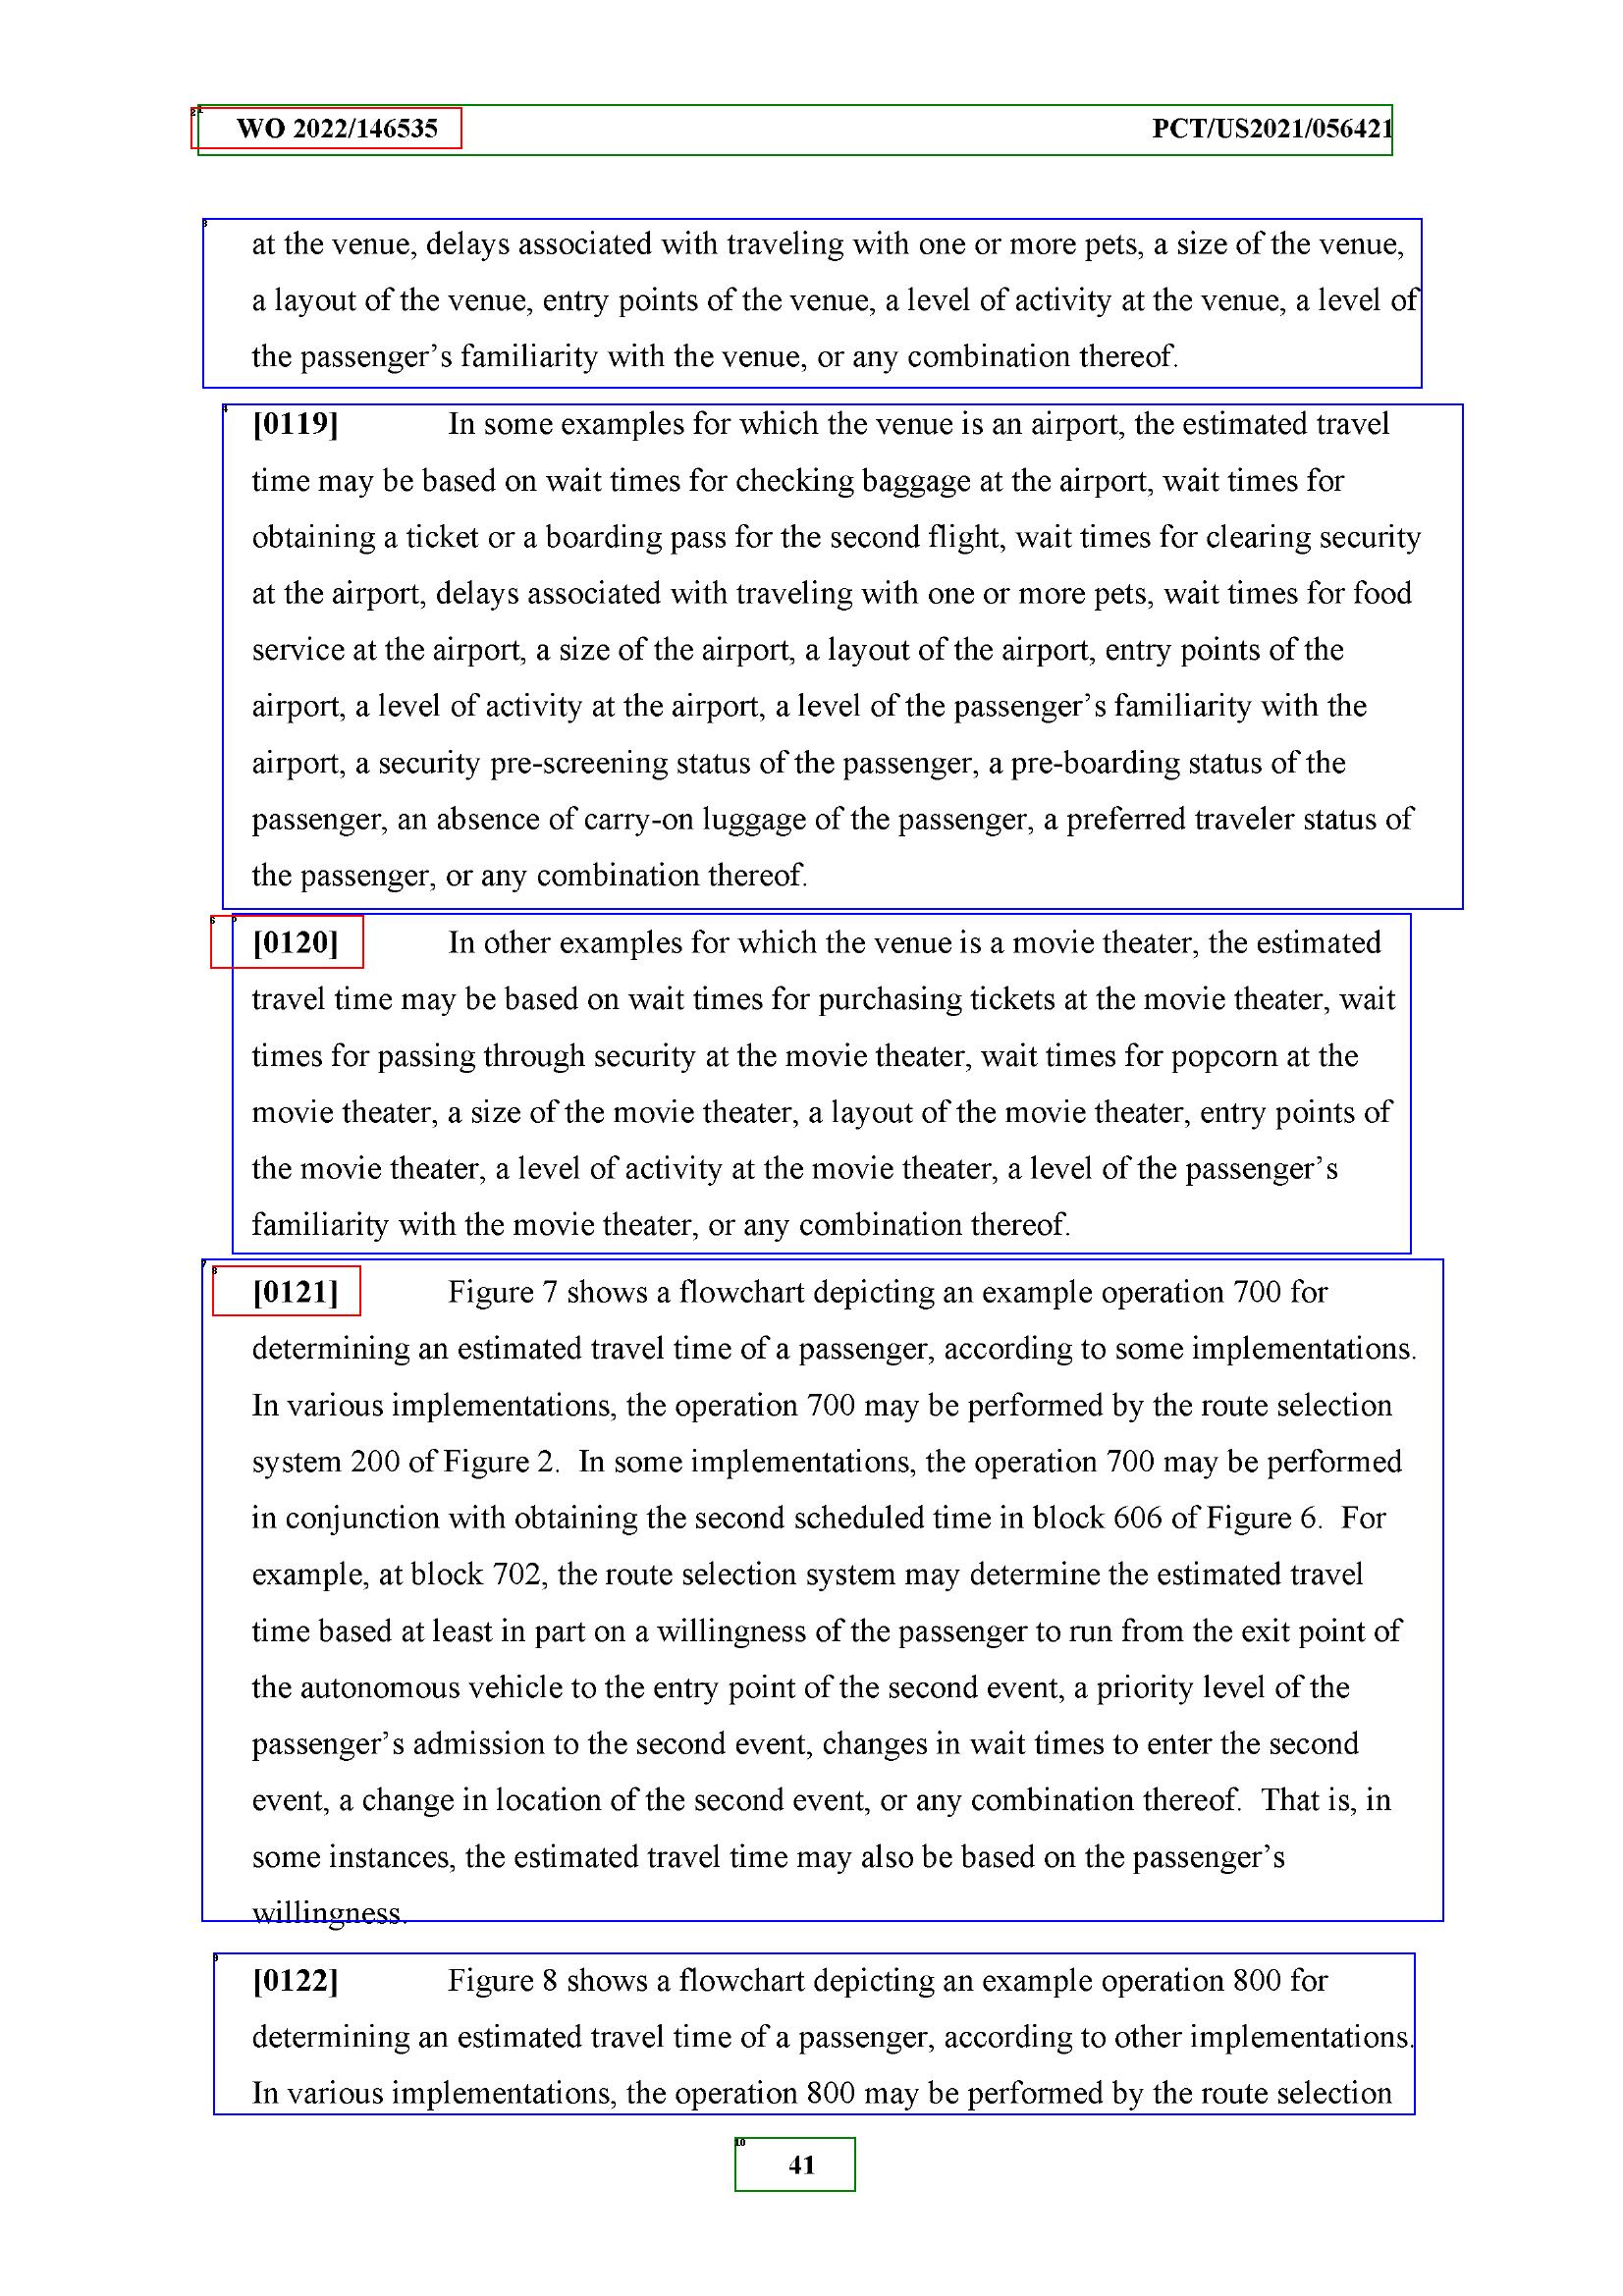 WO 2022/146535 PCT/US2021/056421
at the venue, delays associated with traveling with one or more pets, a size of the venue,
a layout of the venue, entry points of the venue, a level of activity at the venue, a level of
the passenger’s familiarity with the venue, or any combination thereof.
[0119] In some examples for which the venue is an airport, the estimated travel
time may be based on wait times for checking baggage at the airport, wait times for
obtaining a ticket or a boarding pass for the second flight, wait times for clearing security
at the airport, delays associated with traveling with one or more pets, wait times for food
service at the airport, a size of the airport, a layout of the airport, entry points of the
airport, a level of activity at the airport, a level of the passenger’s familiarity with the
airport, a security pre-screening status of the passenger, a pre-boarding status of the
passenger, an absence of carry-on luggage of the passenger, a preferred traveler status of
the passenger, or any combination thereof.
[0120] In other examples for which the venue is a movie theater, the estimated
travel time may be based on wait times for purchasing tickets at the movie theater, wait
times for passing through security at the movie theater, wait times for popcorn at the
movie theater, a size of the movie theater, a layout of the movie theater, entry points of
the movie theater, a level of activity at the movie theater, a level of the passenger’s
familiarity with the movie theater, or any combination thereof.
[0121] Figure 7 shows a flowchart depicting an example operation 700 for
determining an estimated travel time of a passenger, according to some implementations.
In various implementations, the operation 700 may be performed by the route selection
system 200 of Figure 2. In some implementations, the operation 700 may be performed
in conjunction with obtaining the second scheduled time in block 606 of Figure 6. For
example, at block 702, the route selection system may determine the estimated travel
time based at least in part on a willingness of the passenger to run from the exit point of
the autonomous vehicle to the entry point of the second event, a priority level of the
passenger’s admission to the second event, changes in wait times to enter the second
event, a change in location of the second event, or any combination thereof. That is, in
some instances, the estimated travel time may also be based on the passenger’s
willingness.
[0122] Figure 8 shows a flowchart depicting an example operation 800 for
determining an estimated travel time of a passenger, according to other implementations.
In various implementations, the operation 800 may be performed by the route selection
41